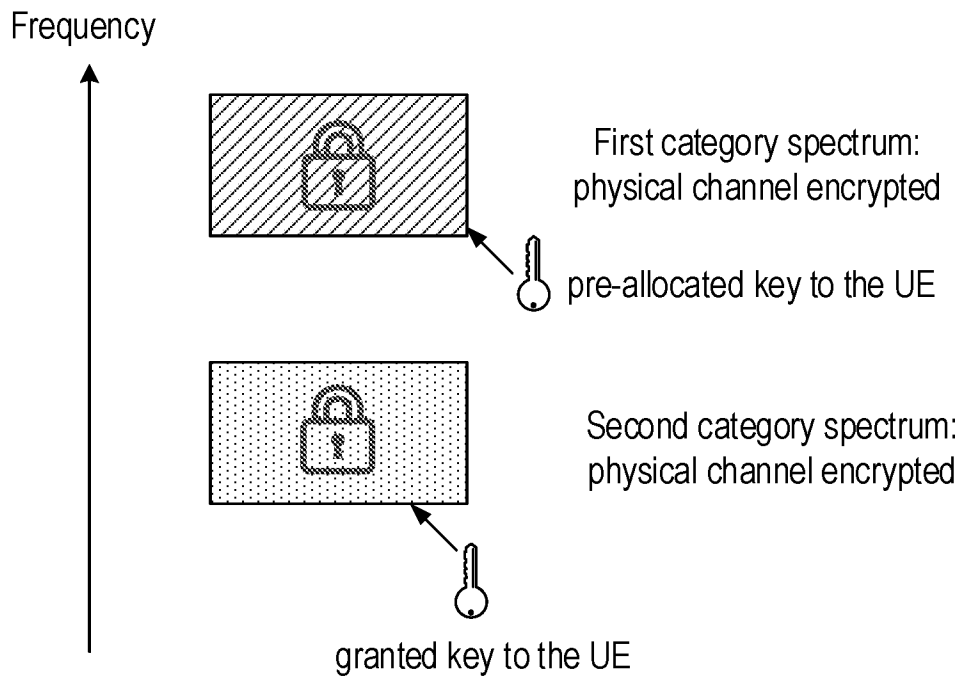 Frequency
First category spectrum:
physical channel encrypted
pre-allocated key to the UE
Second category spectrum:
physical channel encrypted
granted key to the UE